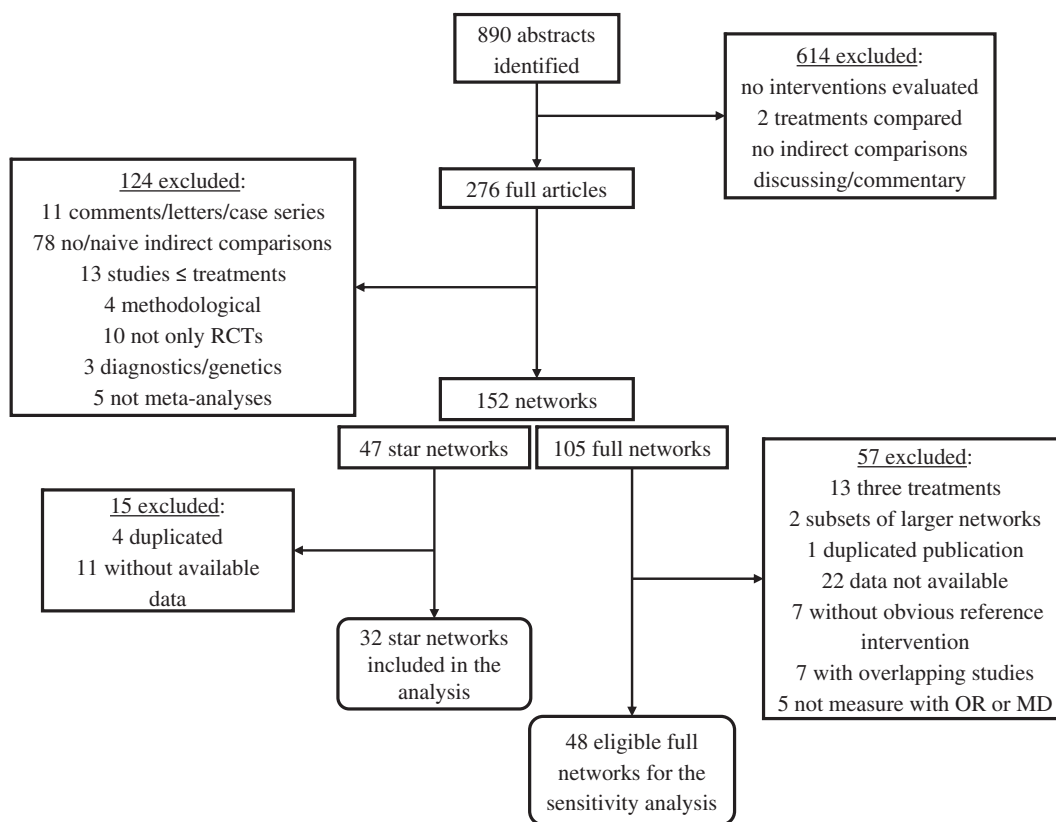 890 abstracts
identified
614 excluded:
no interventions evaluated
2 treatments compared
no indirect comparisons
discussing/commentary
276 full articles
124 excluded:
11 comments/letters/case series
78 no/naive indirect comparisons
13 studies ≤ treatments
4 methodological
10 not only RCTs
3 diagnostics/genetics
5 not meta-analyses
152 networks
47 star networks
105 full networks
15 excluded:
4 duplicated
11 without available
data
57 excluded:
13 three treatments
2 subsets of larger networks
1 duplicated publication
22 data not available
7 without obvious reference
intervention
7 with overlapping studies
5 not measure with OR or MD
32 star networks
included in the
analysis
48 eligible full
networks for the
sensitivity analysis